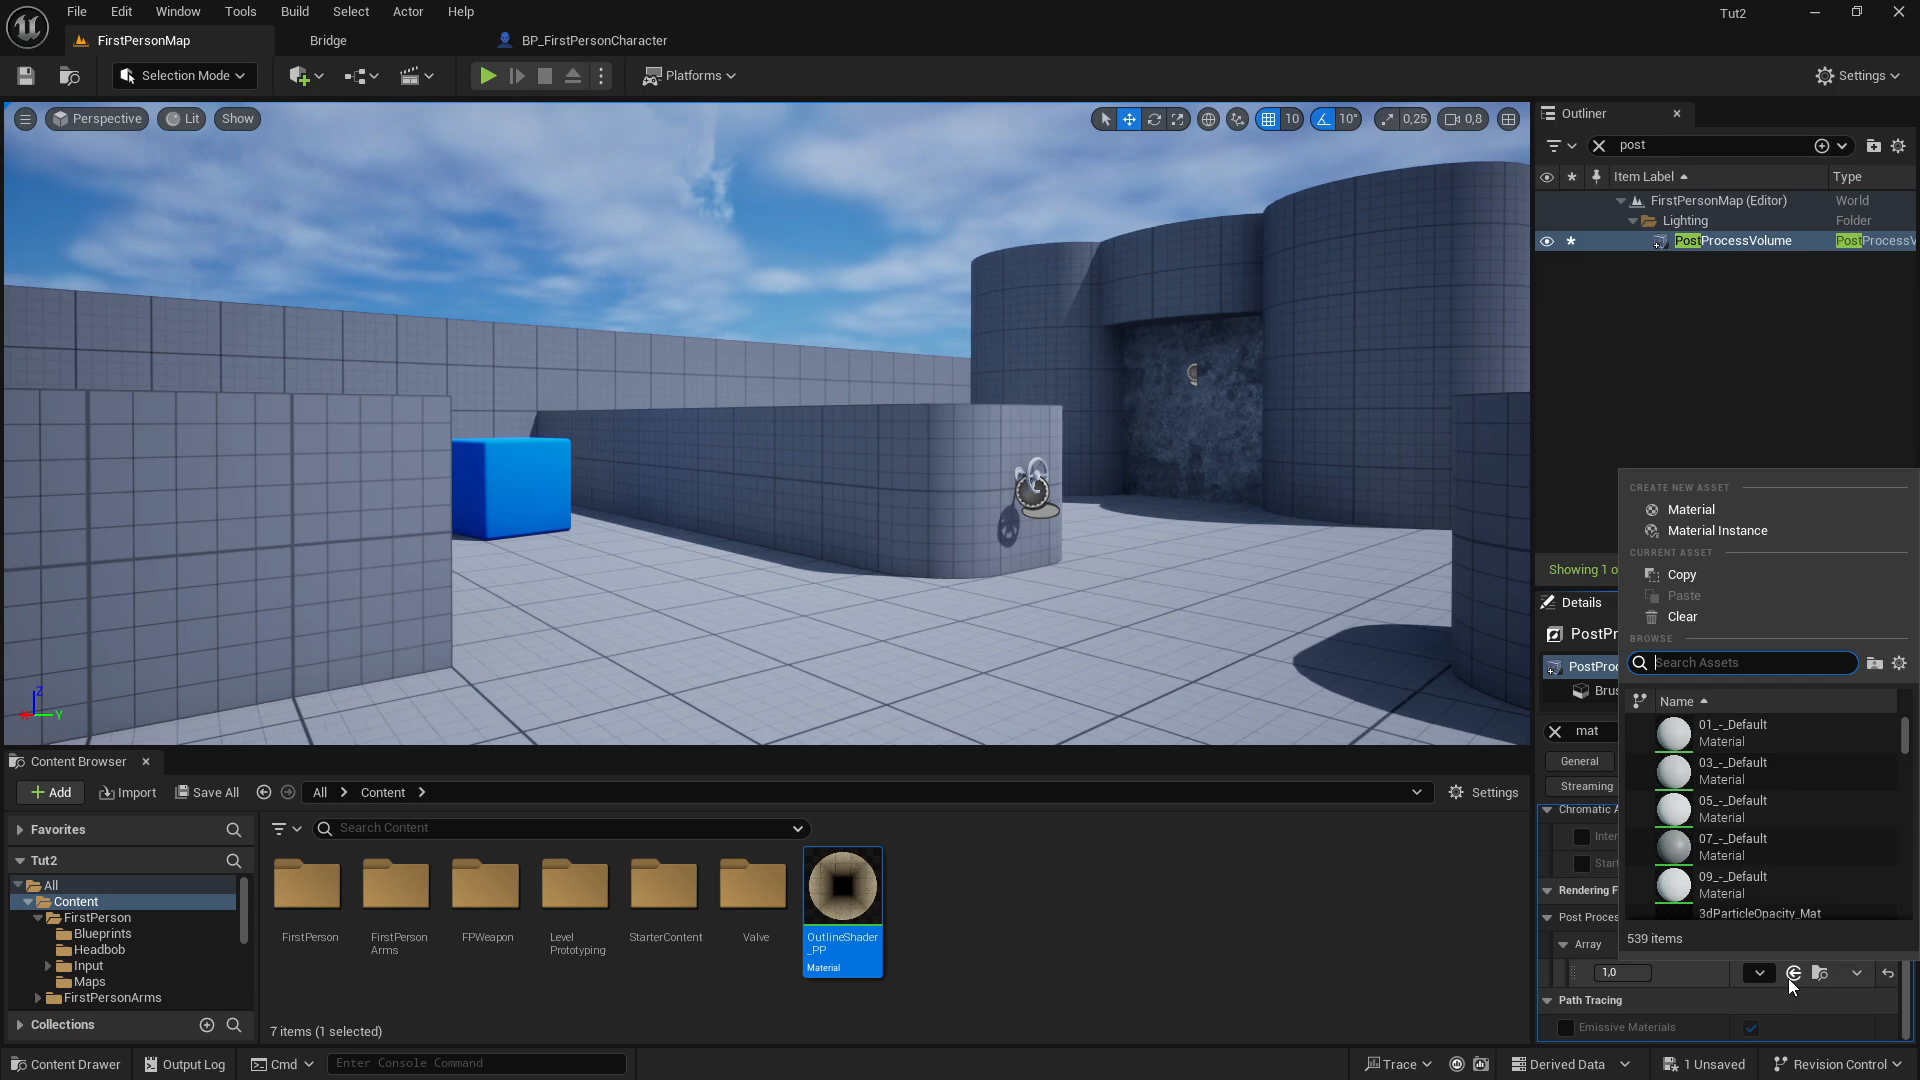 File Edit Window Tools Build Select Actor Help
Tut2
FirstPersonMap
Bridge
BP_FirstPersonCharacter
Selection Mode
Platforms
Settings
Perspective
Lit
Show
10
10°
0,25
0,8
Outliner
post
Item Label
Type
FirstPersonMap (Editor)
World
Lighting
Folder
PostProcessVolume
PostProcessV
Showing 1 o
Details
PostPr
PostProc
Brus
mat
General
Streaming
Chromatic A
Inten
Start
Rendering F
Post Proces
Array
1,0
Path Tracing
Emissive Materials
CREATE NEW ASSET
Material
Material Instance
CURRENT ASSET
Copy
Paste
Clear
BROWSE
Search Assets
Name
01_-_Default
Material
03_-_Default
Material
05_-_Default
Material
07_-_Default
Material
09_-_Default
Material
3dParticleOpacity_Mat
539 items
Content Browser
Add
Import
Save All
All
Content
Settings
Favorites
Search Content
Tut2
All
Content
FirstPerson
Blueprints
Headbob
Input
Maps
FirstPersonArms
Collections
FirstPerson
FirstPerson
Arms
FPWeapon
Level
Prototyping
StarterContent
Valve
OutlineShader
_PP
Material
7 items (1 selected)
Content Drawer
Output Log
Cmd
Enter Console Command
Trace
Derived Data
1 Unsaved
Revision Control
X
Y
Z